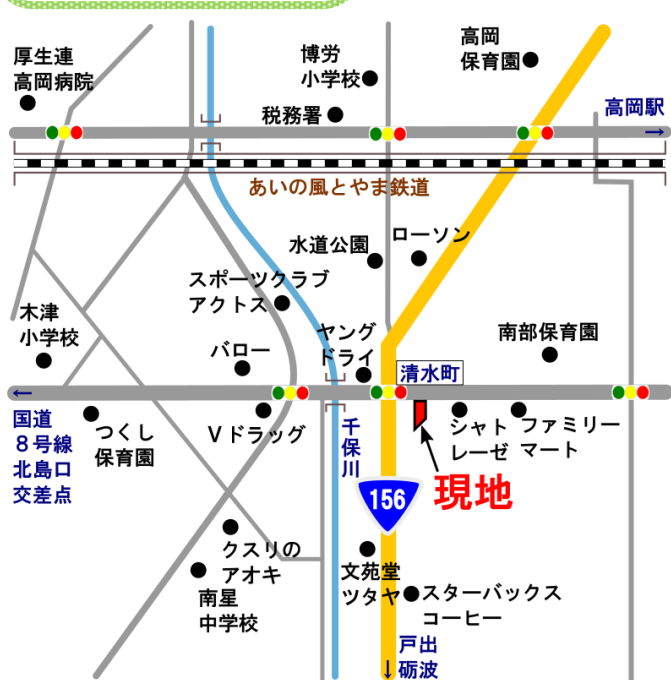 厚生連
高岡病院
博労
小学校
高岡
保育園
税務署
高岡駅
→
あいの風とやま鉄道
水道公園
ローソン
スポーツクラブ
アクトス
木津
小学校
バロー
ヤング
ドライ
南部保育園
清水町
←
国道
8号線
北島口
交差点
つくし
保育園
Vドラッグ
千保川
シャト
レーゼ
ファミリー
マート
156
現地
クスリの
アオキ
南星
中学校
文苑堂
ツタヤ
スターバックス
コーヒー
戸出
↓砺波